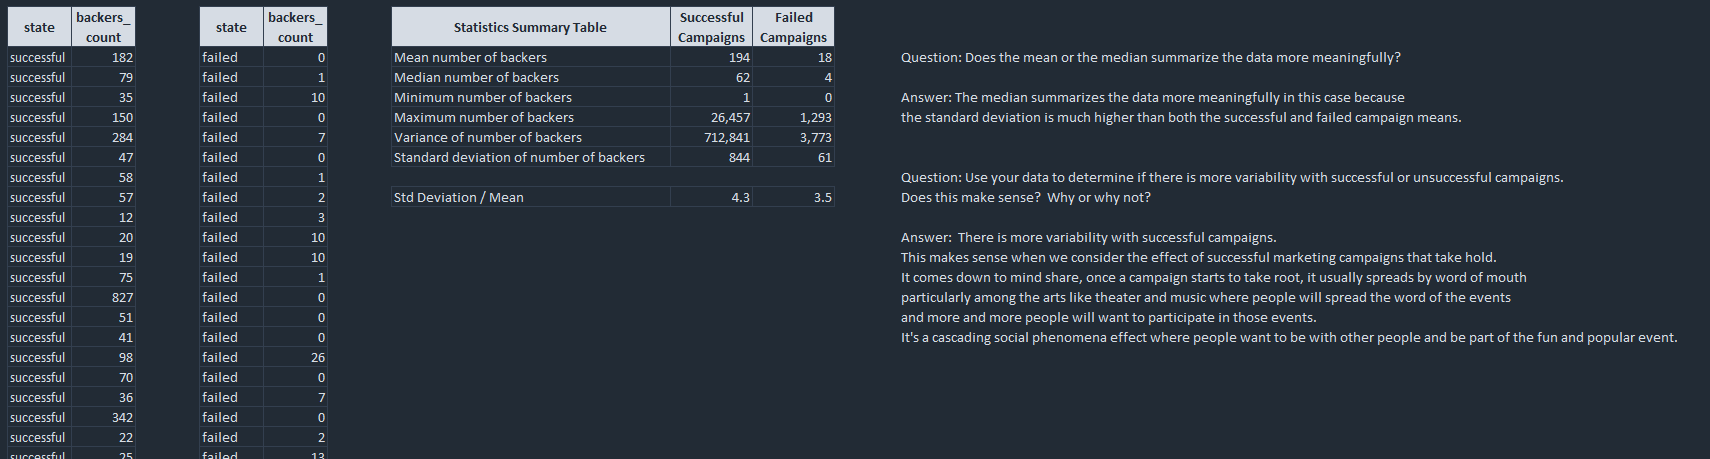 state backers_count state backers_count Statistics Summary Table Successful Campaigns Failed Campaigns
successful 182 failed 0 Mean number of backers 194 18 Question: Does the mean or the median summarize the data more meaningfully?
successful 79 failed 1 Median number of backers 62 4
successful 35 failed 10 Minimum number of backers 1 0 Answer: The median summarizes the data more meaningfully in this case because
successful 150 failed 0 Maximum number of backers 26,457 1,293 the standard deviation is much higher than both the successful and failed campaign means.
successful 284 failed 7 Variance of number of backers 712,841 3,773
successful 47 failed 0 Standard deviation of number of backers 844 61
successful 58 failed 1 Question: Use your data to determine if there is more variability with successful or unsuccessful campaigns.
successful 57 failed 2 Std Deviation / Mean 4.3 3.5 Does this make sense?  Why or why not?
successful 12 failed 3
successful 20 failed 10 Answer:  There is more variability with successful campaigns.
successful 19 failed 10 This makes sense when we consider the effect of successful marketing campaigns that take hold.
successful 75 failed 1 It comes down to mind share, once a campaign starts to take root, it usually spreads by word of mouth
successful 827 failed 0 particularly among the arts like theater and music where people will spread the word of the events
successful 51 failed 0 and more and more people will want to participate in those events.
successful 41 failed 0 It's a cascading social phenomena effect where people want to be with other people and be part of the fun and popular event.
successful 98 failed 26
successful 70 failed 0
successful 36 failed 7
successful 342 failed 0
successful 22 failed 2
successful 25 failed 13